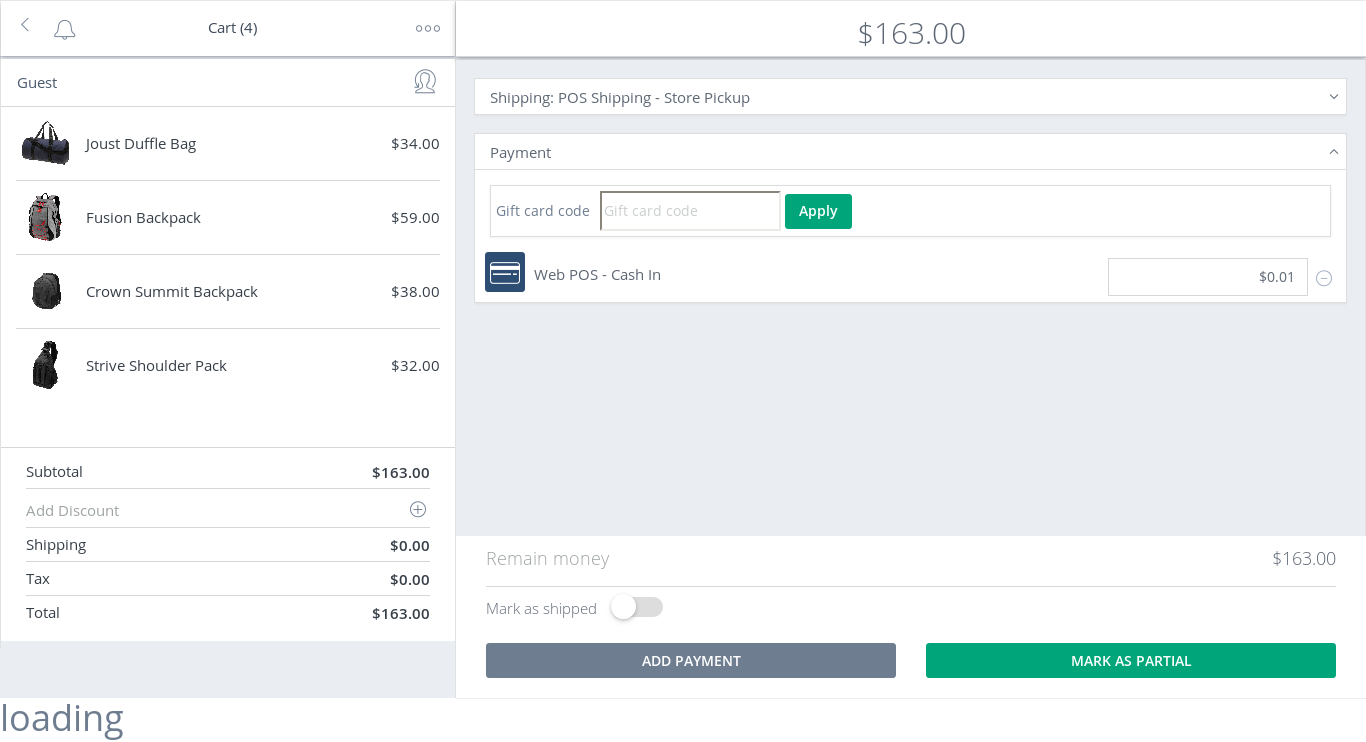 Cart (4)
$163.00
Guest
Joust Duffle Bag $34.00
Fusion Backpack $59.00
Crown Summit Backpack $38.00
Strive Shoulder Pack $32.00
Subtotal $163.00
Add Discount
Shipping $0.00
Tax $0.00
Total $163.00
Shipping: POS Shipping - Store Pickup
Payment
Gift card code Gift card code Apply
Web POS - Cash In $0.01
Remain money $163.00
Mark as shipped
ADD PAYMENT MARK AS PARTIAL
loading